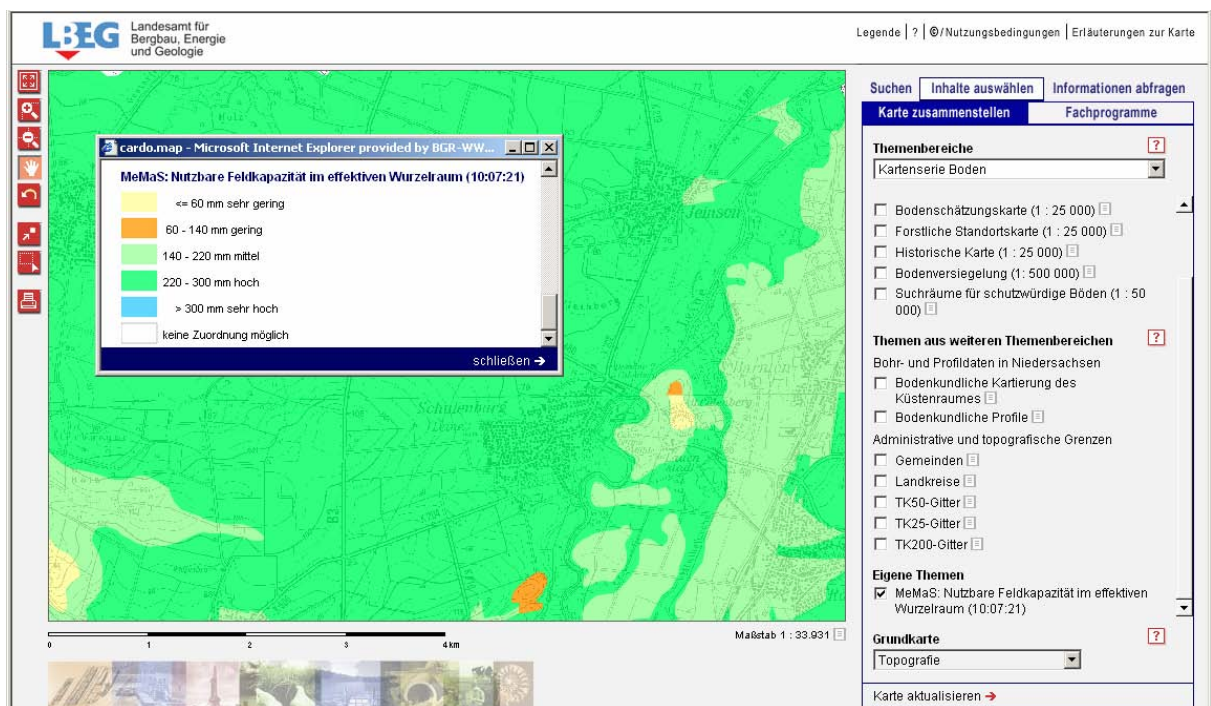 LBEG
Landesamt für
Bergbau, Energie
und Geologie
Legende | ? | ©/Nutzungsbedingungen | Erläuterungen zur Karte
Suchen
Inhalte auswählen
Informationen abfragen
Karte zusammenstellen
Fachprogramme
cardo.map - Microsoft Internet Explorer provided by BGR-WW...
MeMaS: Nutzbare Feldkapazität im effektiven Wurzelraum (10:07:21)
<= 60 mm sehr gering
60 - 140 mm gering
140 - 220 mm mittel
220 - 300 mm hoch
> 300 mm sehr hoch
keine Zuordnung möglich
schließen
Jeinsen
Schulenburg
B3
0 1 2 3 4 km
Maßstab 1 : 33.931
Themenbereiche
?
Kartenserie Boden
Bodenschätzungskarte (1 : 25 000)
Forstliche Standortskarte (1 : 25 000)
Historische Karte (1 : 25 000)
Bodenversiegelung (1: 500 000)
Suchräume für schutzwürdige Böden (1 : 50
000)
Themen aus weiteren Themenbereichen
?
Bohr- und Profildaten in Niedersachsen
Bodenkundliche Kartierung des
Küstenraumes
Bodenkundliche Profile
Administrative und topografische Grenzen
Gemeinden
Landkreise
TK50-Gitter
TK25-Gitter
TK200-Gitter
Eigene Themen
MeMaS: Nutzbare Feldkapazität im effektiven
Wurzelraum (10:07:21)
Grundkarte
?
Topografie
Karte aktualisieren